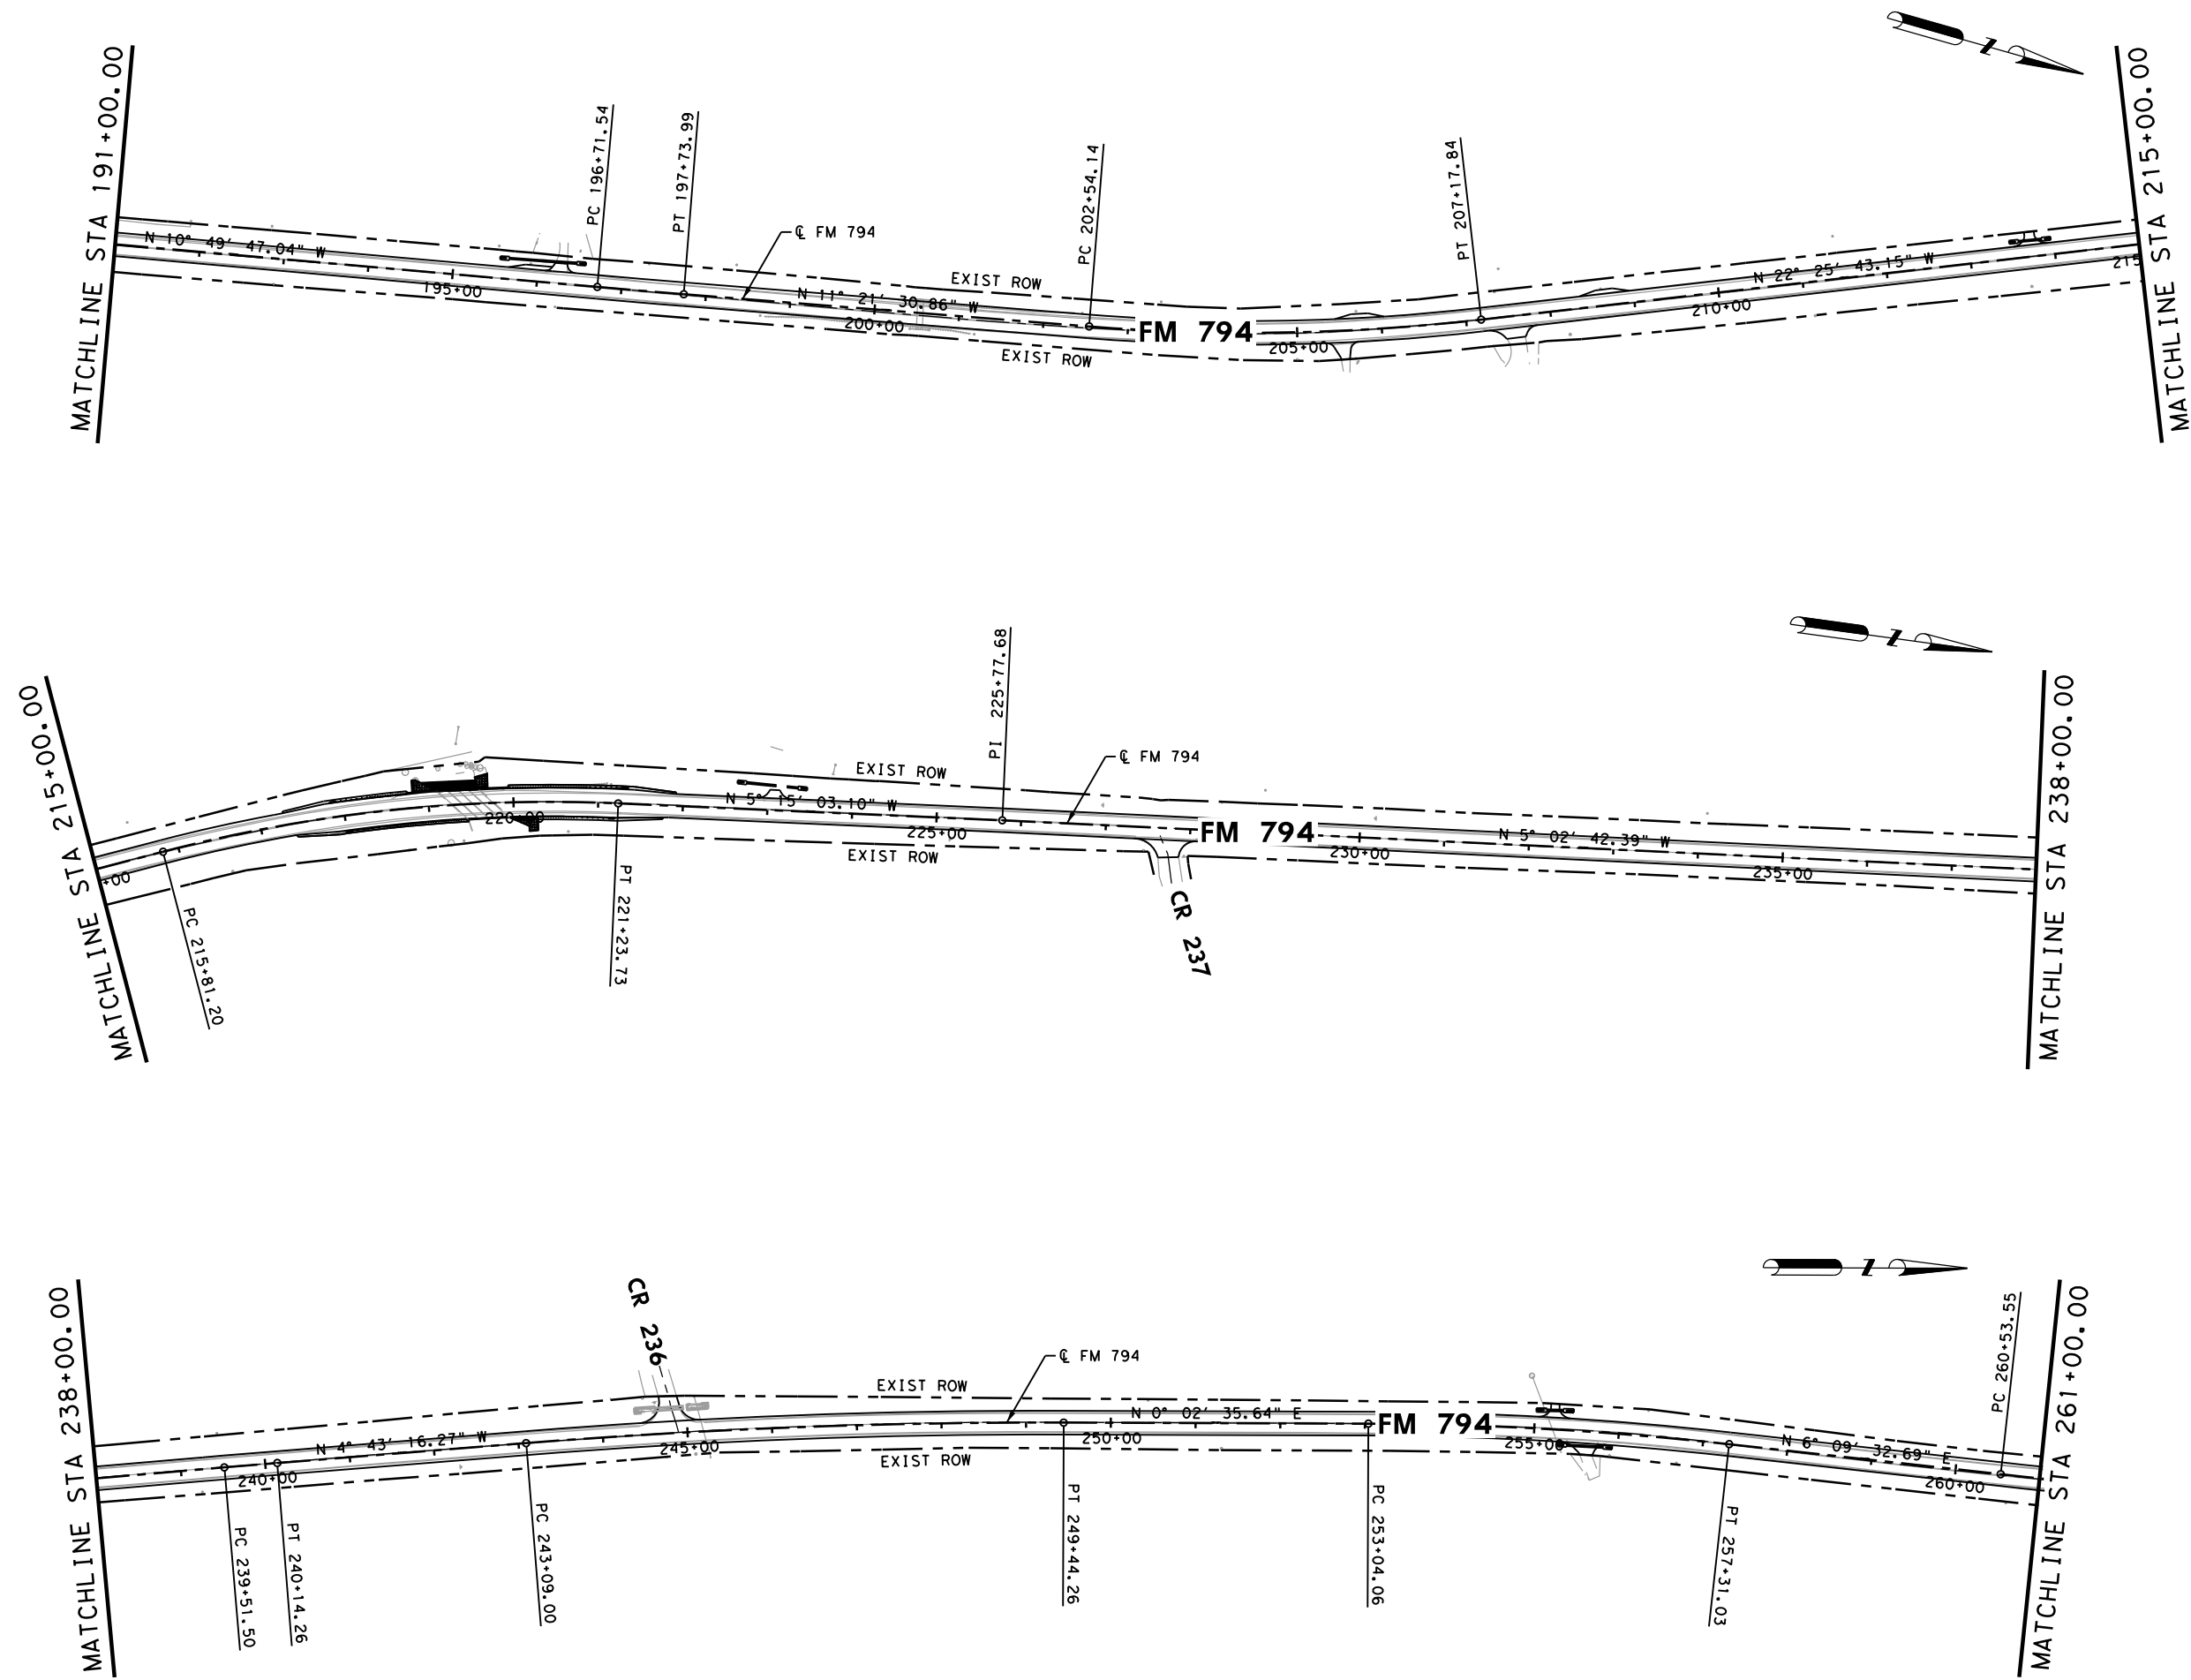 MATCHLINE STA 191+00.00
N 10° 49' 47.04" W
195+00
PC 196+71.54
PT 197+73.99
℄ FM 794
N 11° 21' 30.86" W
200+00
EXIST ROW
EXIST ROW
PC 202+54.14
FM 794
205+00
PT 207+17.84
210+00
N 22° 25' 43.15" W
Z
215
MATCHLINE STA 215+00.00
MATCHLINE STA 215+00.00
+00
PC 215+81.20
220+00
PT 221+23.73
N 5° 15' 03.10" W
EXIST ROW
EXIST ROW
225+00
PI 225+77.68
℄ FM 794
FM 794
CR 237
230+00
N 5° 02' 42.39" W
235+00
Z
MATCHLINE STA 238+00.00
MATCHLINE STA 238+00.00
PC 239+51.50
240+00
PT 240+14.26
N 4° 43' 16.27" W
PC 243+09.00
CR 236
245+00
EXIST ROW
EXIST ROW
℄ FM 794
PT 249+44.26
250+00
N 0° 02' 35.64" E
PC 253+04.06
FM 794
255+00
PT 257+31.03
N 6° 09' 32.69" E
260+00
PC 260+53.55
Z
MATCHLINE STA 261+00.00